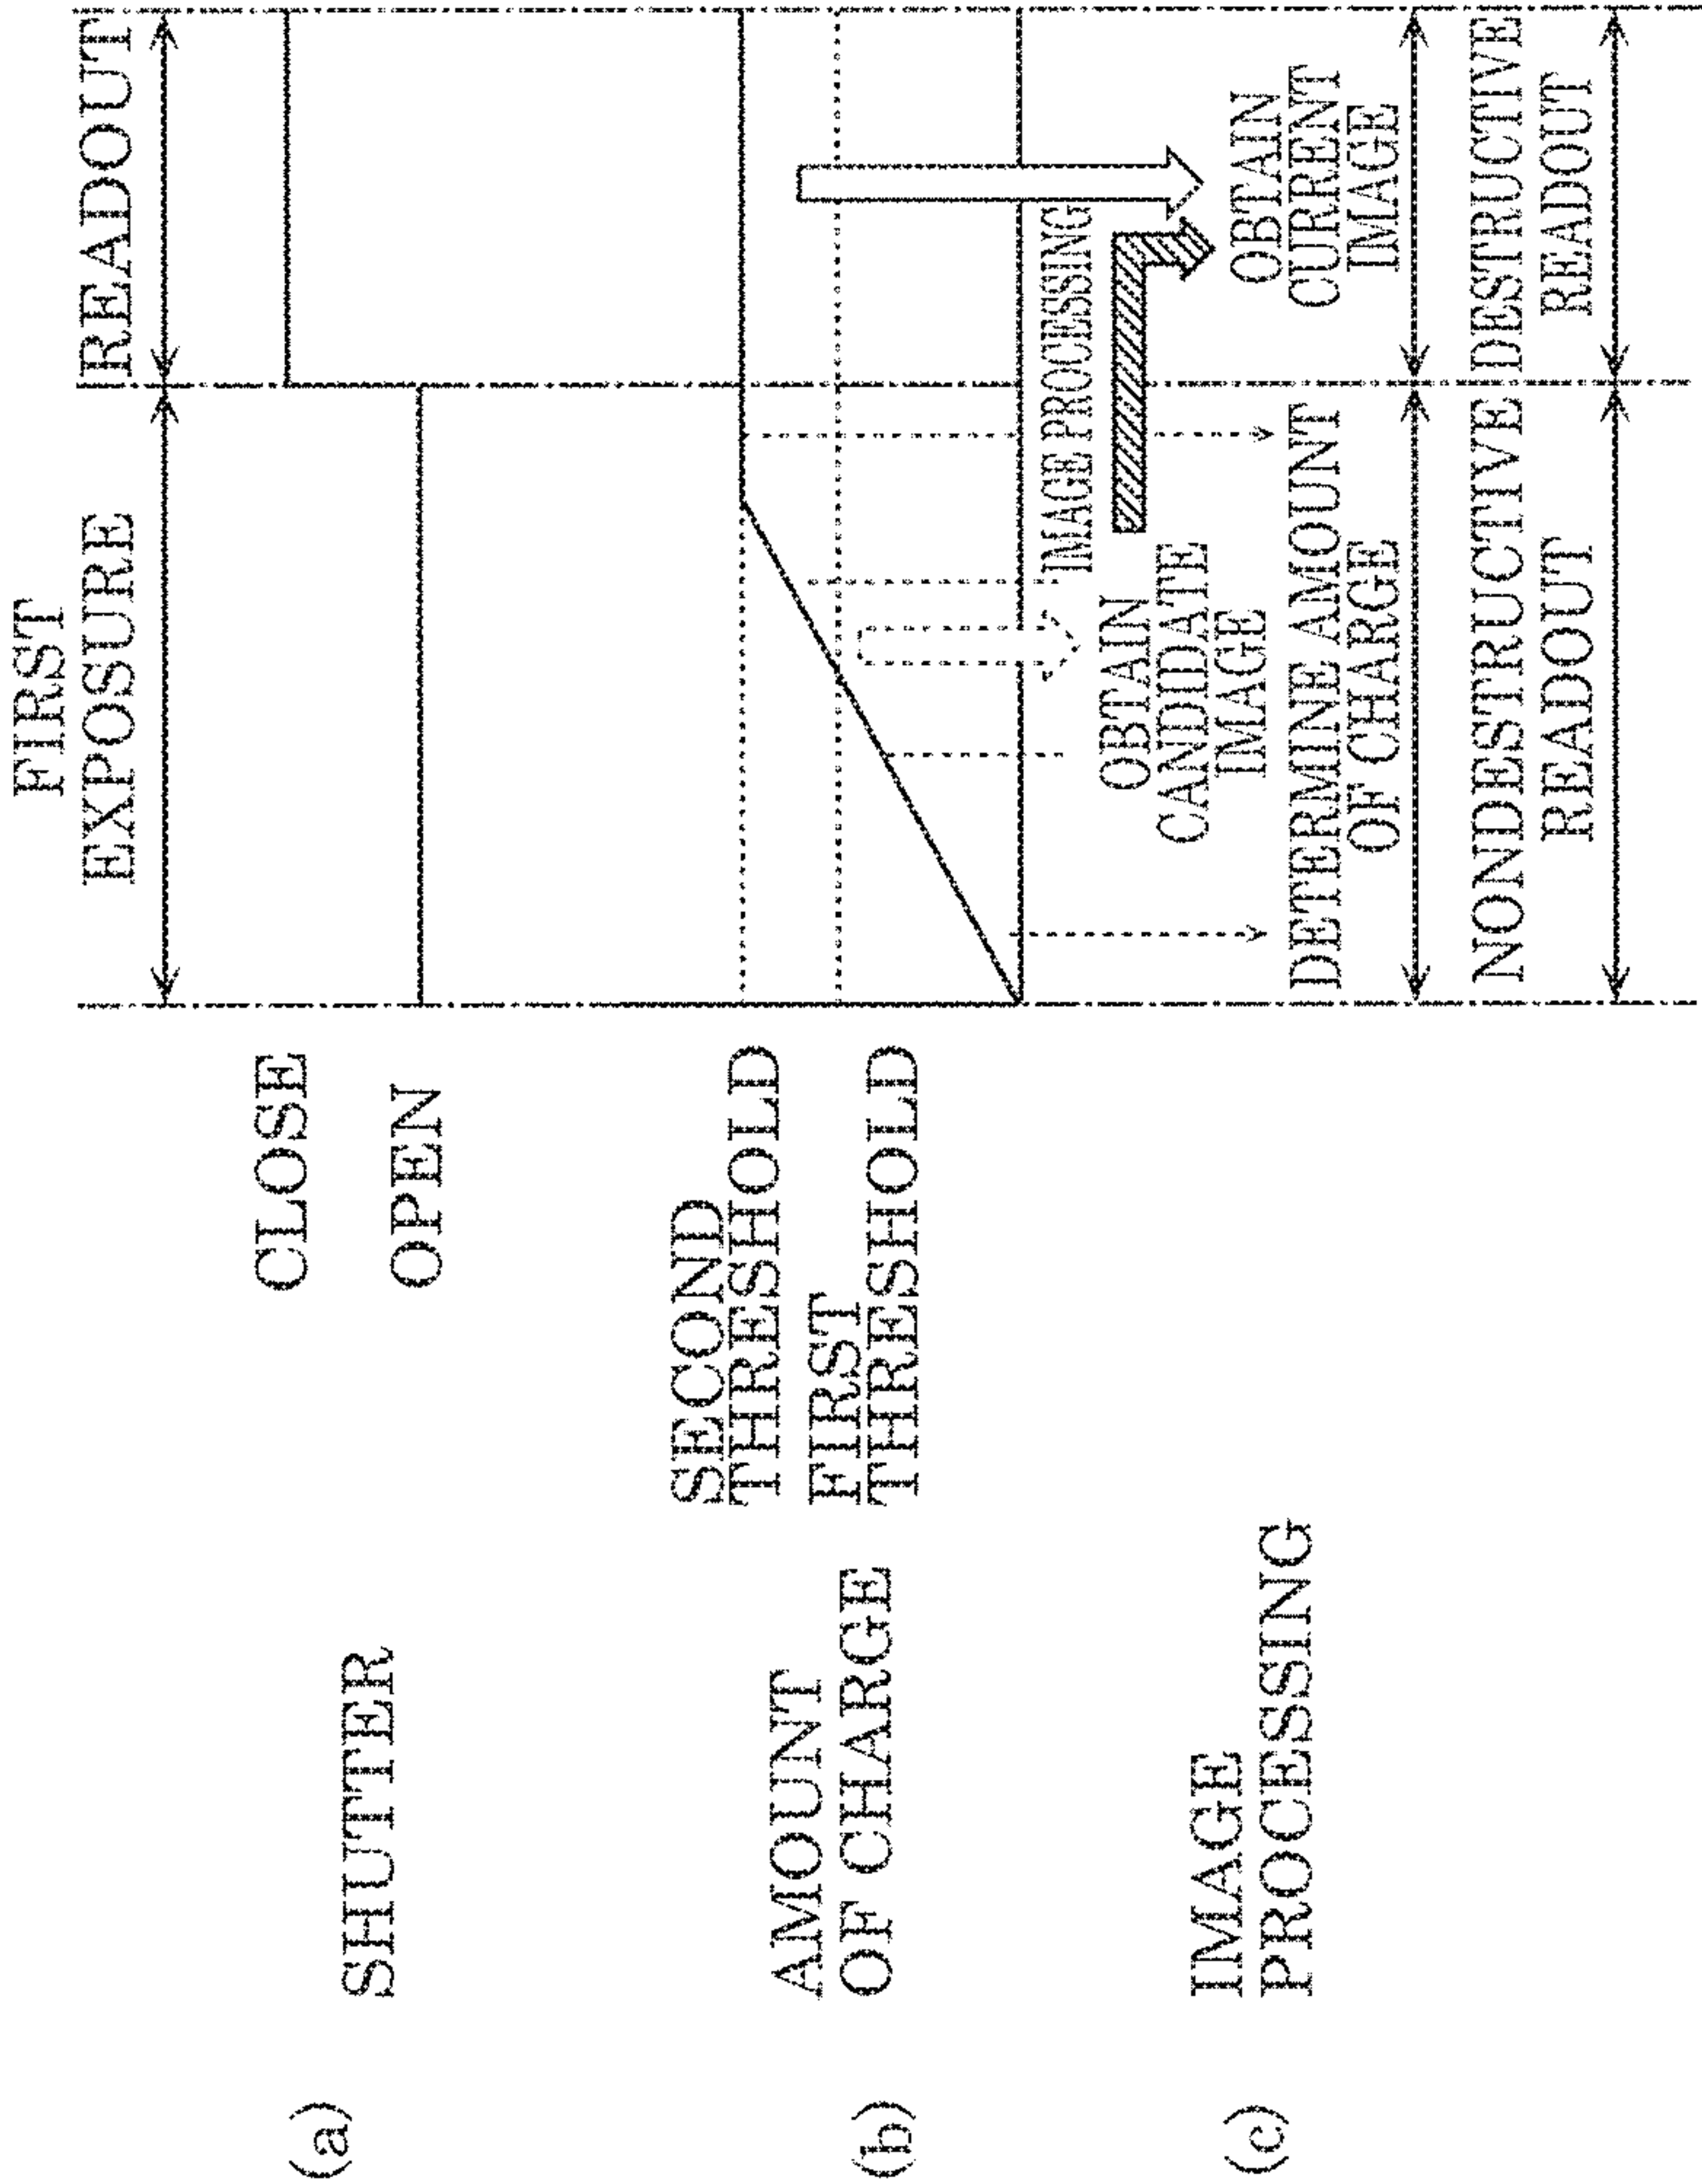 FIRST
EXPOSURE
READOUT
(a)
SHUTTER
CLOSE
OPEN
(b)
AMOUNT
OF CHARGE
SECOND
THRESHOLD
FIRST
THRESHOLD
(c)
IMAGE
PROCESSING
IMAGE PROCESSING
OBTAIN
CANDIDATE
IMAGE
OBTAIN
CURRENT
IMAGE
DETERMINE AMOUNT
OF CHARGE
NONDESTRUCTIVE
READOUT
DESTRUCTIVE
READOUT